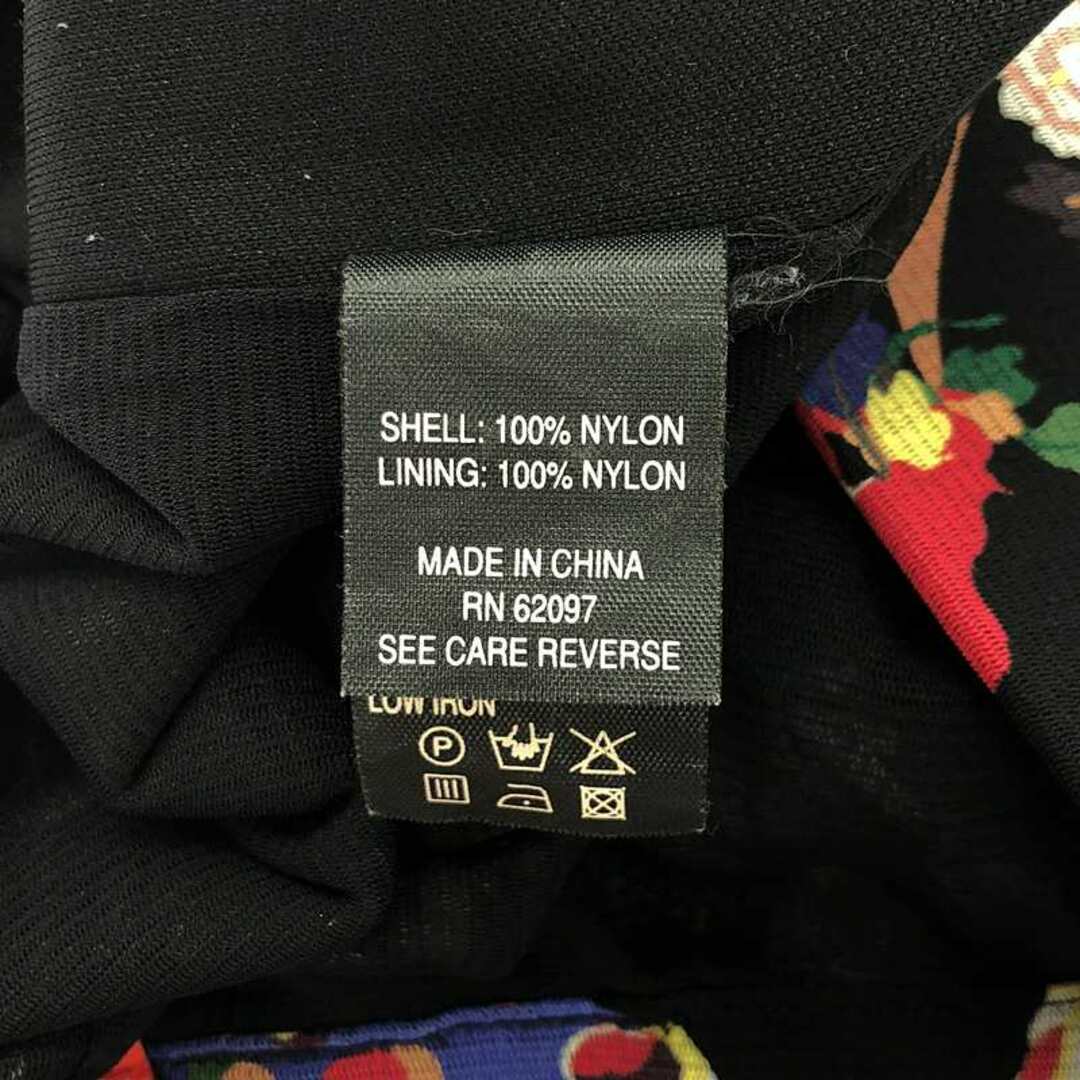 SHELL: 100% NYLON
LINING: 100% NYLON
MADE IN CHINA
RN 62097
SEE CARE REVERSE
LOW IRON
P